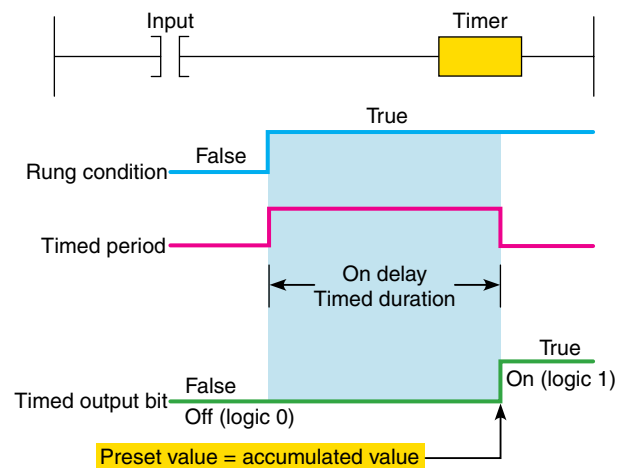 Input
Timer
True
False
Rung condition
Timed period
On delay
Timed duration
True
False
On (logic 1)
Timed output bit
Off (logic 0)
Preset value = accumulated value